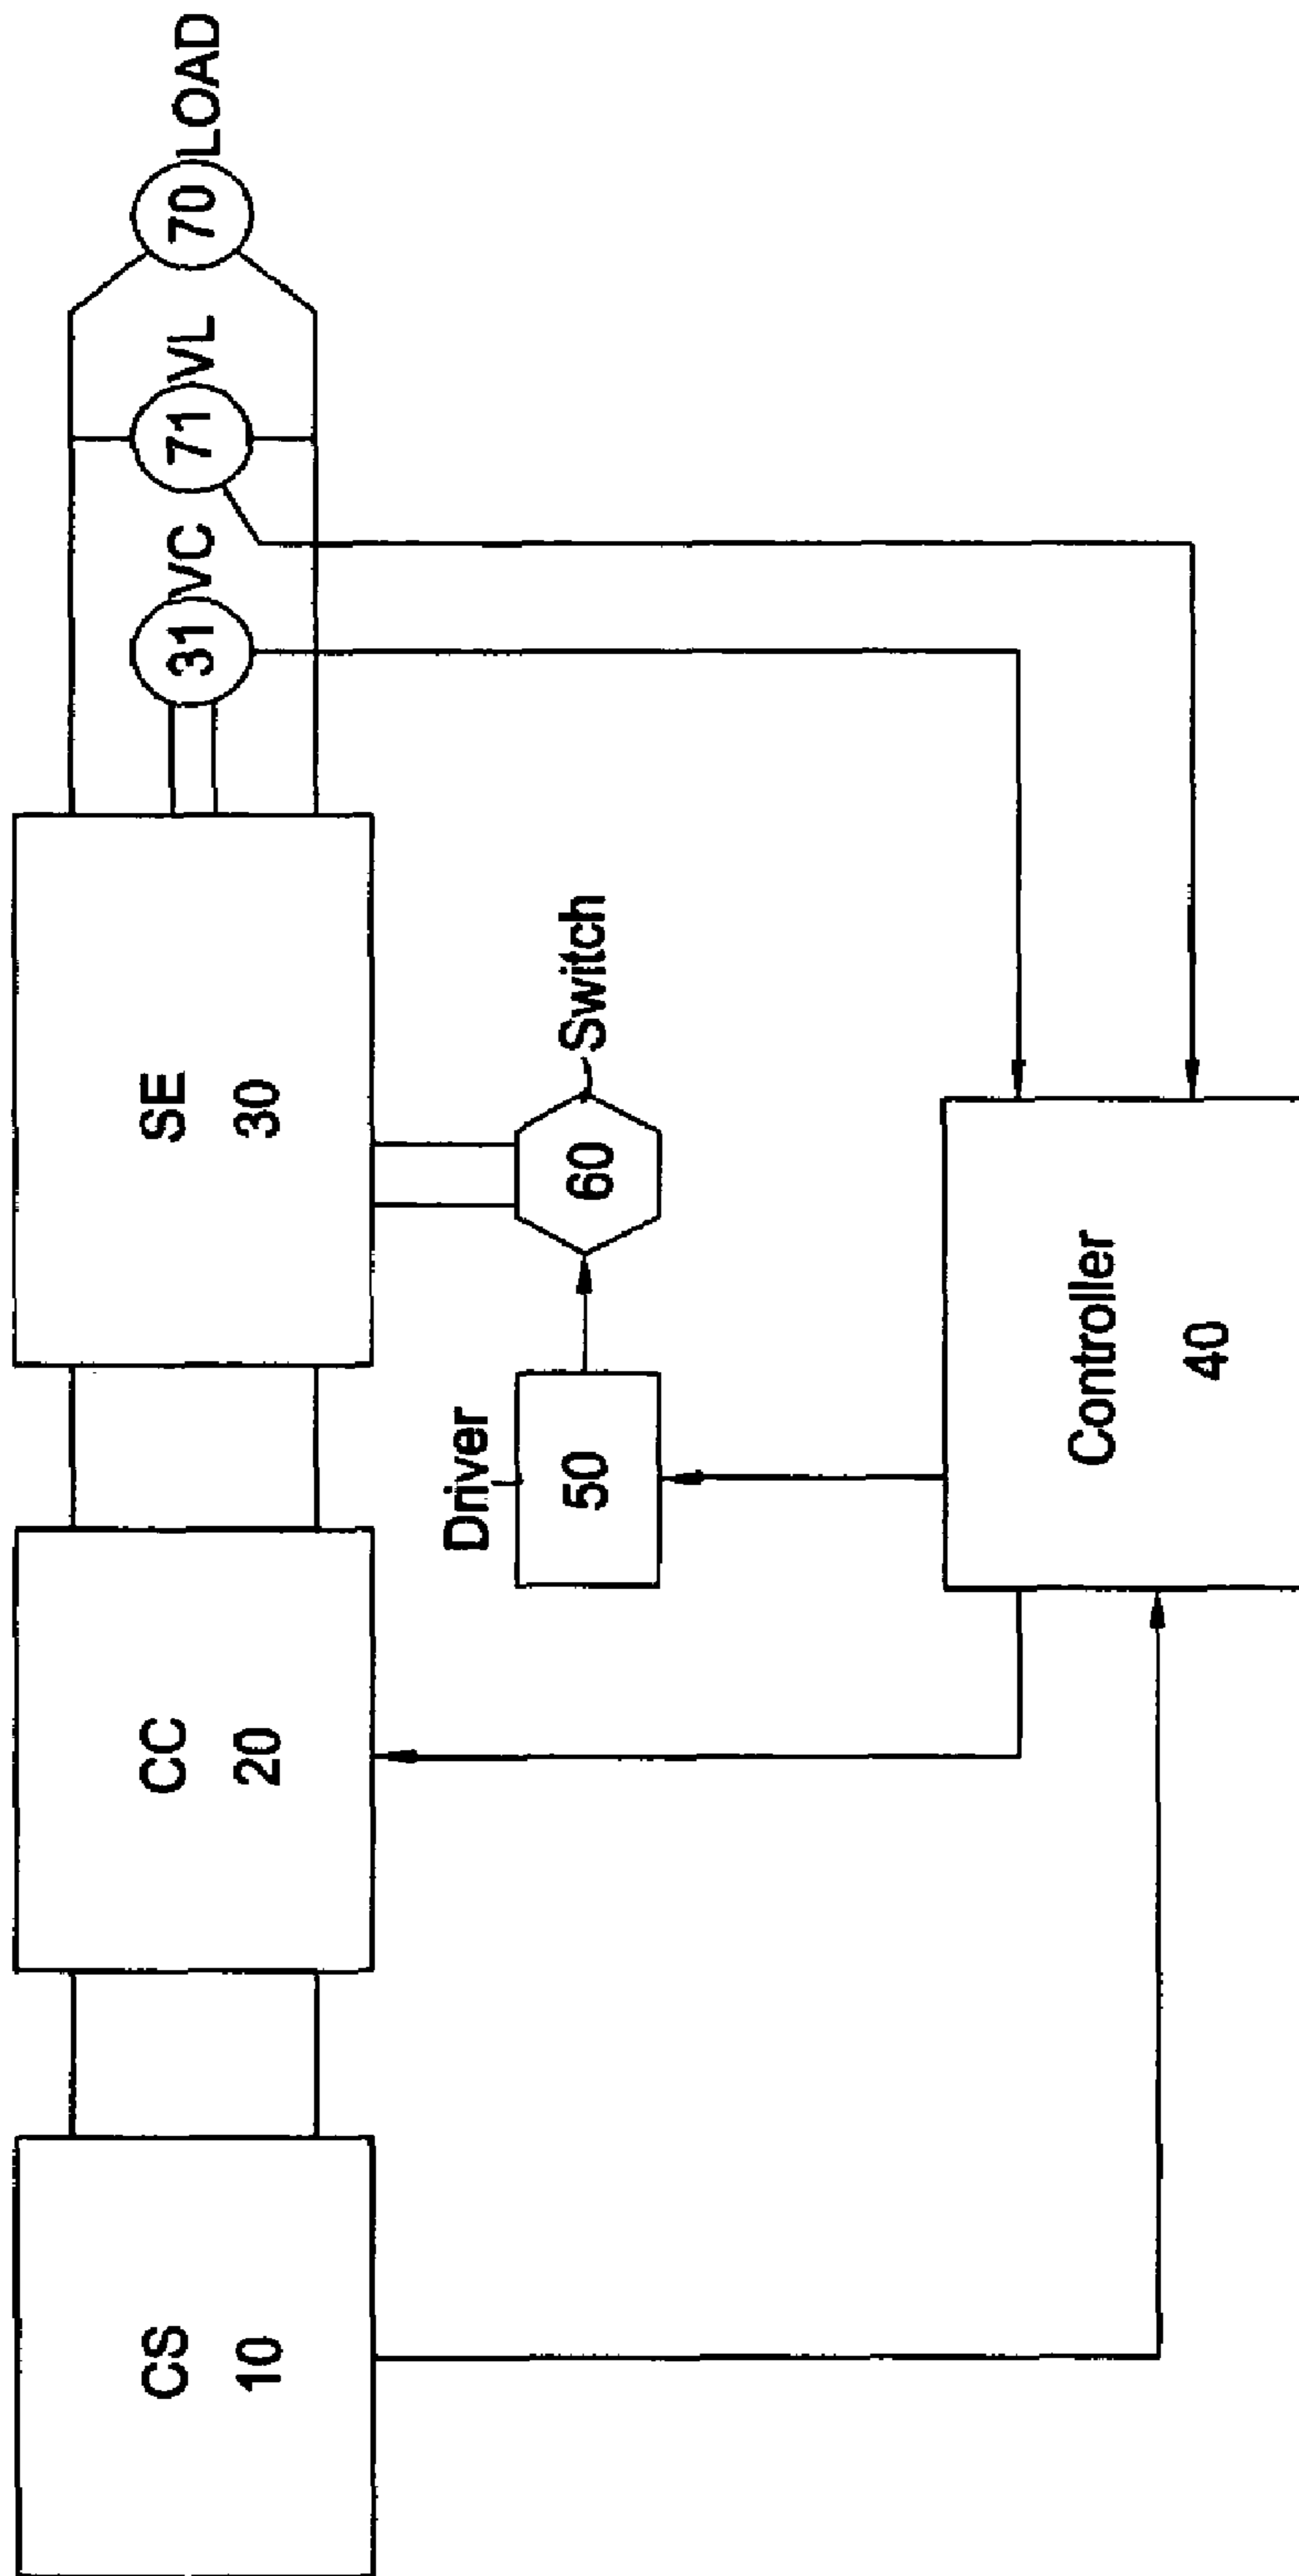 CS
10
CC
20
SE
30
31 VC
71 VL
70 LOAD
Driver
50
60
Switch
Controller
40